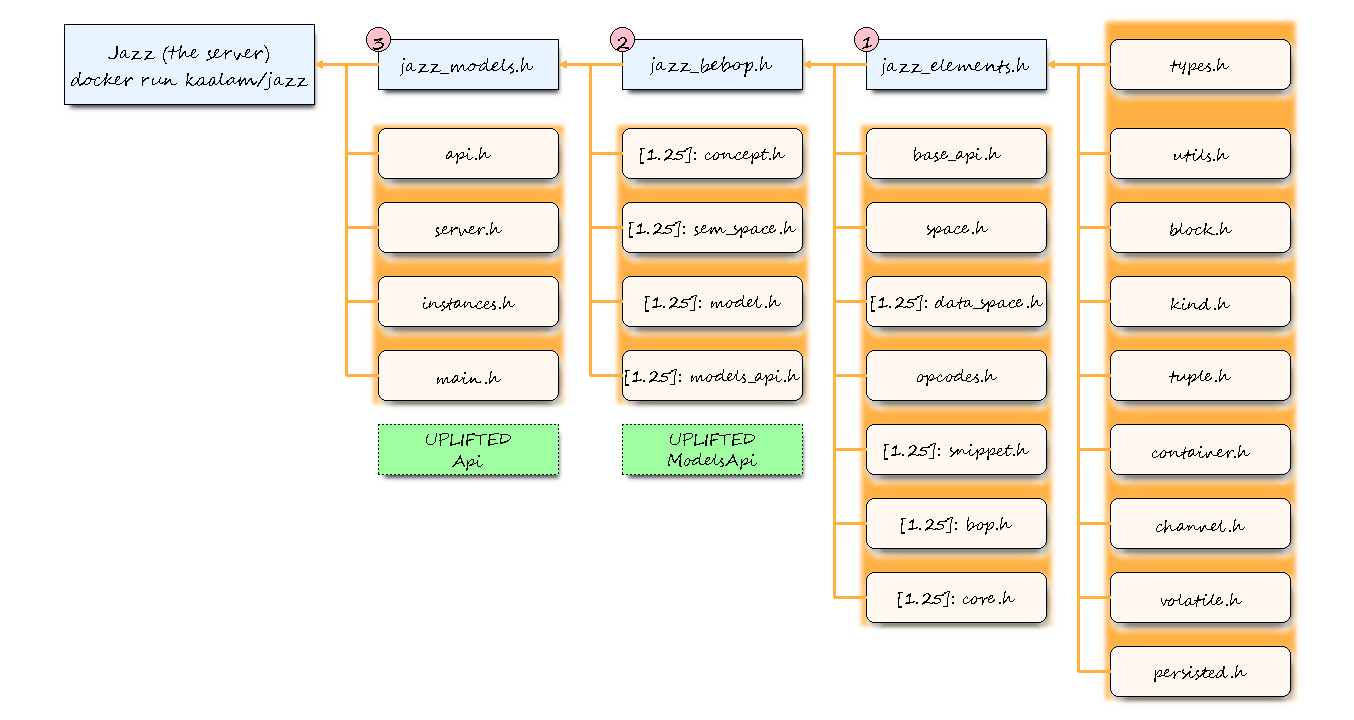 Jazz (the server)
docker run kaalam/jazz
3
jazz_models.h
2
jazz_bebop.h
1
jazz_elements.h
types.h
api.h
[1.25]: concept.h
base_api.h
utils.h
server.h
[1.25]: sem_space.h
space.h
block.h
instances.h
[1.25]: model.h
[1.25]: data_space.h
kind.h
main.h
[1.25]: models_api.h
opcodes.h
tuple.h
UPLIFTED
Api
UPLIFTED
ModelsApi
[1.25]: snippet.h
container.h
[1.25]: bop.h
channel.h
[1.25]: core.h
volatile.h
persisted.h